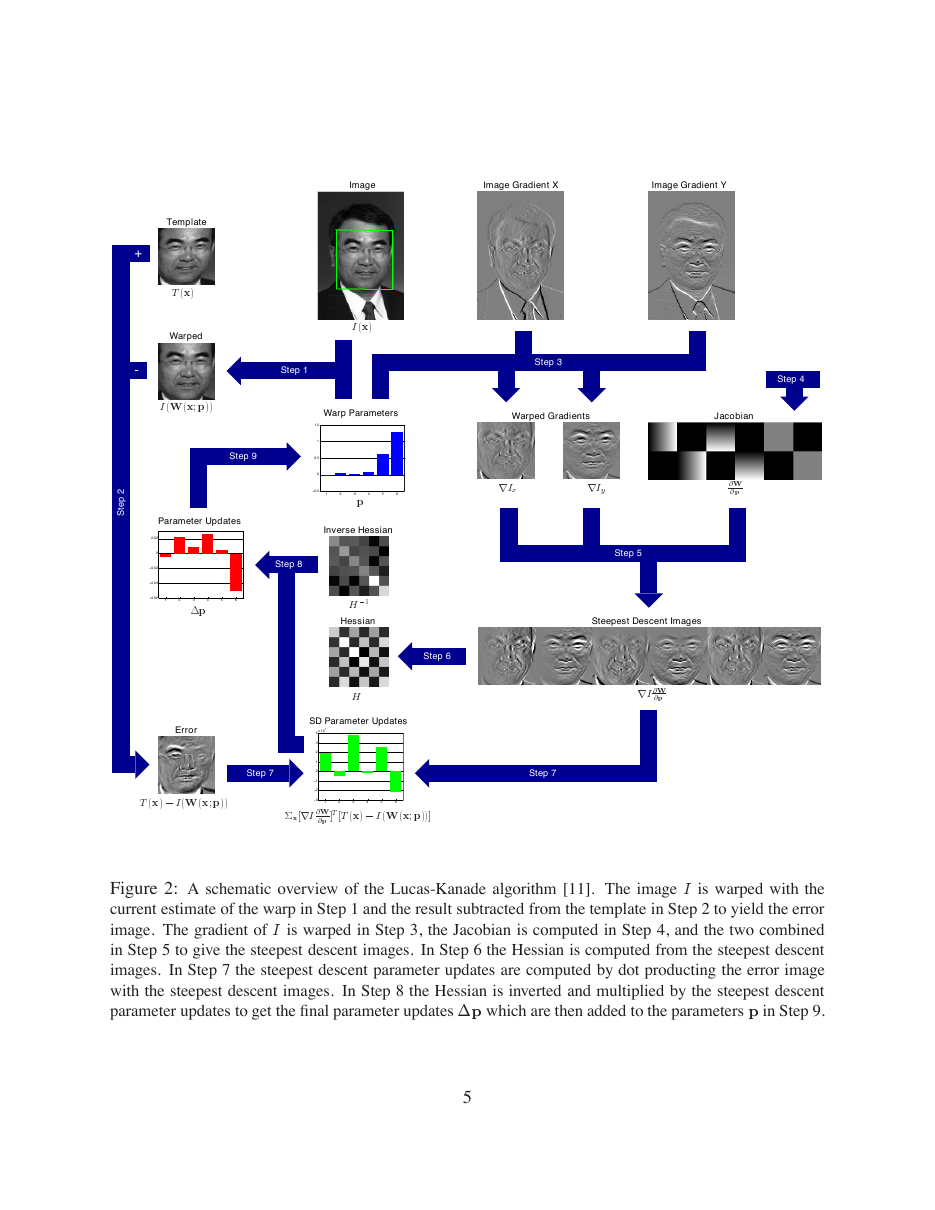 Image
Image Gradient X
Image Gradient Y
Template
+
T(x)
I(x)
Warped
-
Step 1
Step 3
Step 4
I(W(x;p))
Warp Parameters
Warped Gradients
Jacobian
Step 9
∇I_x
∇I_y
∂W/∂p
p
Step 2
Parameter Updates
Inverse Hessian
Step 5
Step 8
H⁻¹
Δp
Hessian
Steepest Descent Images
Step 6
H
∇I ∂W/∂p
SD Parameter Updates
Error
Step 7
Step 7
T(x) − I(W(x;p))
Σ_x[∇I ∂W/∂p]^T[T(x) − I(W(x;p))]
Figure 2: A schematic overview of the Lucas-Kanade algorithm [11]. The image I is warped with the
current estimate of the warp in Step 1 and the result subtracted from the template in Step 2 to yield the error
image. The gradient of I is warped in Step 3, the Jacobian is computed in Step 4, and the two combined
in Step 5 to give the steepest descent images. In Step 6 the Hessian is computed from the steepest descent
images. In Step 7 the steepest descent parameter updates are computed by dot producting the error image
with the steepest descent images. In Step 8 the Hessian is inverted and multiplied by the steepest descent
parameter updates to get the final parameter updates Δp which are then added to the parameters p in Step 9.
5